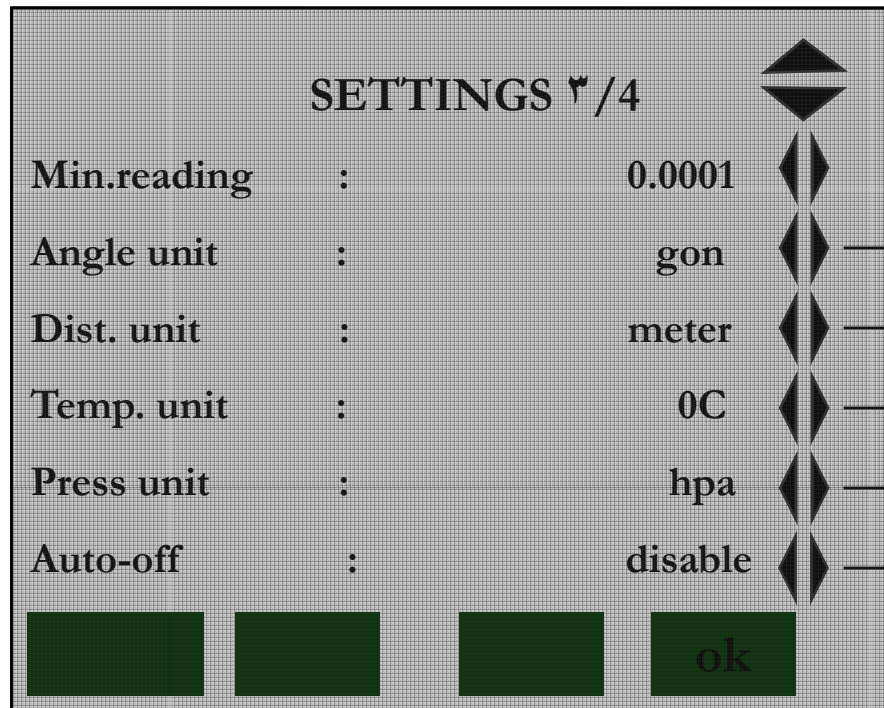 SETTINGS ۳/4
Min.reading : 0.0001
Angle unit : gon
Dist. unit : meter
Temp. unit : 0C
Press unit : hpa
Auto-off : disable
ok